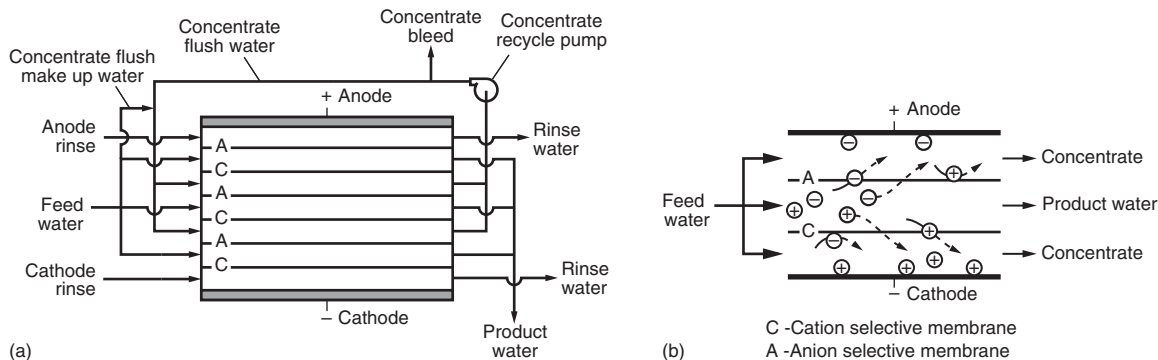 Concentrate flush
make up water
Concentrate
flush water
Concentrate
bleed
Concentrate
recycle pump
+ Anode
Anode
rinse
Feed
water
Cathode
rinse
A
C
A
C
A
C
Rinse
water
Rinse
water
– Cathode
Product
water
(a)
+ Anode
Feed
water
A
C
Concentrate
Product water
Concentrate
– Cathode
C -Cation selective membrane
A -Anion selective membrane
(b)